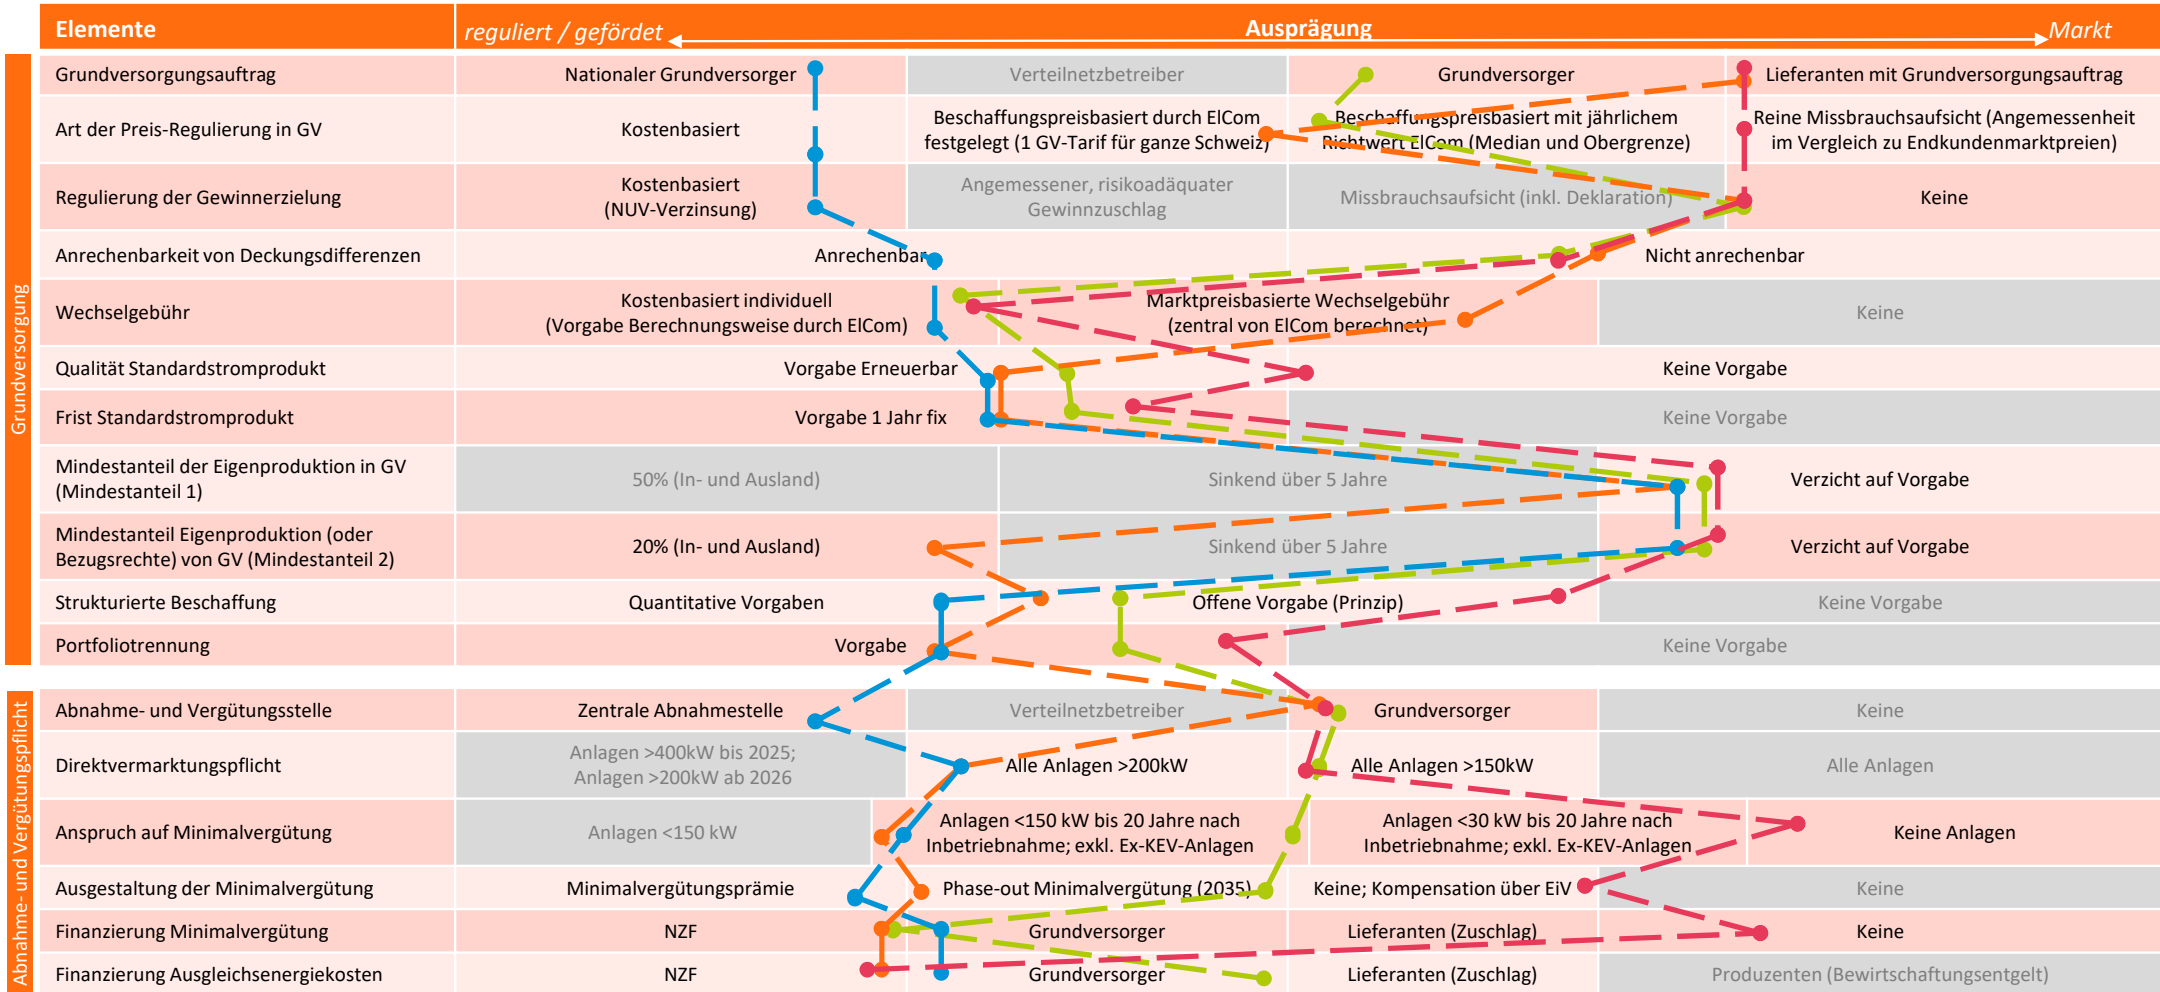 Elemente
reguliert / gefördet
Ausprägung
Markt
Grundversorgung
Grundversorgungsauftrag
Nationaler Grundversorger
Verteilnetzbetreiber
Grundversorger
Lieferanten mit Grundversorgungsauftrag
Art der Preis-Regulierung in GV
Kostenbasiert
Beschaffungspreisbasiert durch ElCom
festgelegt (1 GV-Tarif für ganze Schweiz)
Beschaffungspreisbasiert mit jährlichem
Richtwert ElCom (Median und Obergrenze)
Reine Missbrauchsaufsicht (Angemessenheit
im Vergleich zu Endkundenmarktpreien)
Regulierung der Gewinnerzielung
Kostenbasiert
(NUV-Verzinsung)
Angemessener, risikoadäquater
Gewinnzuschlag
Missbrauchsaufsicht (inkl. Deklaration)
Keine
Anrechenbarkeit von Deckungsdifferenzen
Anrechenbar
Nicht anrechenbar
Wechselgebühr
Kostenbasiert individuell
(Vorgabe Berechnungsweise durch ElCom)
Marktpreisbasierte Wechselgebühr
(zentral von ElCom berechnet)
Keine
Qualität Standardstromprodukt
Vorgabe Erneuerbar
Keine Vorgabe
Frist Standardstromprodukt
Vorgabe 1 Jahr fix
Keine Vorgabe
Mindestanteil der Eigenproduktion in GV
(Mindestanteil 1)
50% (In- und Ausland)
Sinkend über 5 Jahre
Verzicht auf Vorgabe
Mindestanteil Eigenproduktion (oder
Bezugsrechte) von GV (Mindestanteil 2)
20% (In- und Ausland)
Sinkend über 5 Jahre
Verzicht auf Vorgabe
Strukturierte Beschaffung
Quantitative Vorgaben
Offene Vorgabe (Prinzip)
Keine Vorgabe
Portfoliotrennung
Vorgabe
Keine Vorgabe
Abnahme- und Vergütungspflicht
Abnahme- und Vergütungsstelle
Zentrale Abnahmestelle
Verteilnetzbetreiber
Grundversorger
Keine
Direktvermarktungspflicht
Anlagen >400kW bis 2025;
Anlagen >200kW ab 2026
Alle Anlagen >200kW
Alle Anlagen >150kW
Alle Anlagen
Anspruch auf Minimalvergütung
Anlagen <150 kW
Anlagen <150 kW bis 20 Jahre nach
Inbetriebnahme; exkl. Ex-KEV-Anlagen
Anlagen <30 kW bis 20 Jahre nach
Inbetriebnahme; exkl. Ex-KEV-Anlagen
Keine Anlagen
Ausgestaltung der Minimalvergütung
Minimalvergütungsprämie
Phase-out Minimalvergütung (2035)
Keine; Kompensation über EiV
Keine
Finanzierung Minimalvergütung
NZF
Grundversorger
Lieferanten (Zuschlag)
Keine
Finanzierung Ausgleichsenergiekosten
NZF
Grundversorger
Lieferanten (Zuschlag)
Produzenten (Bewirtschaftungsentgelt)